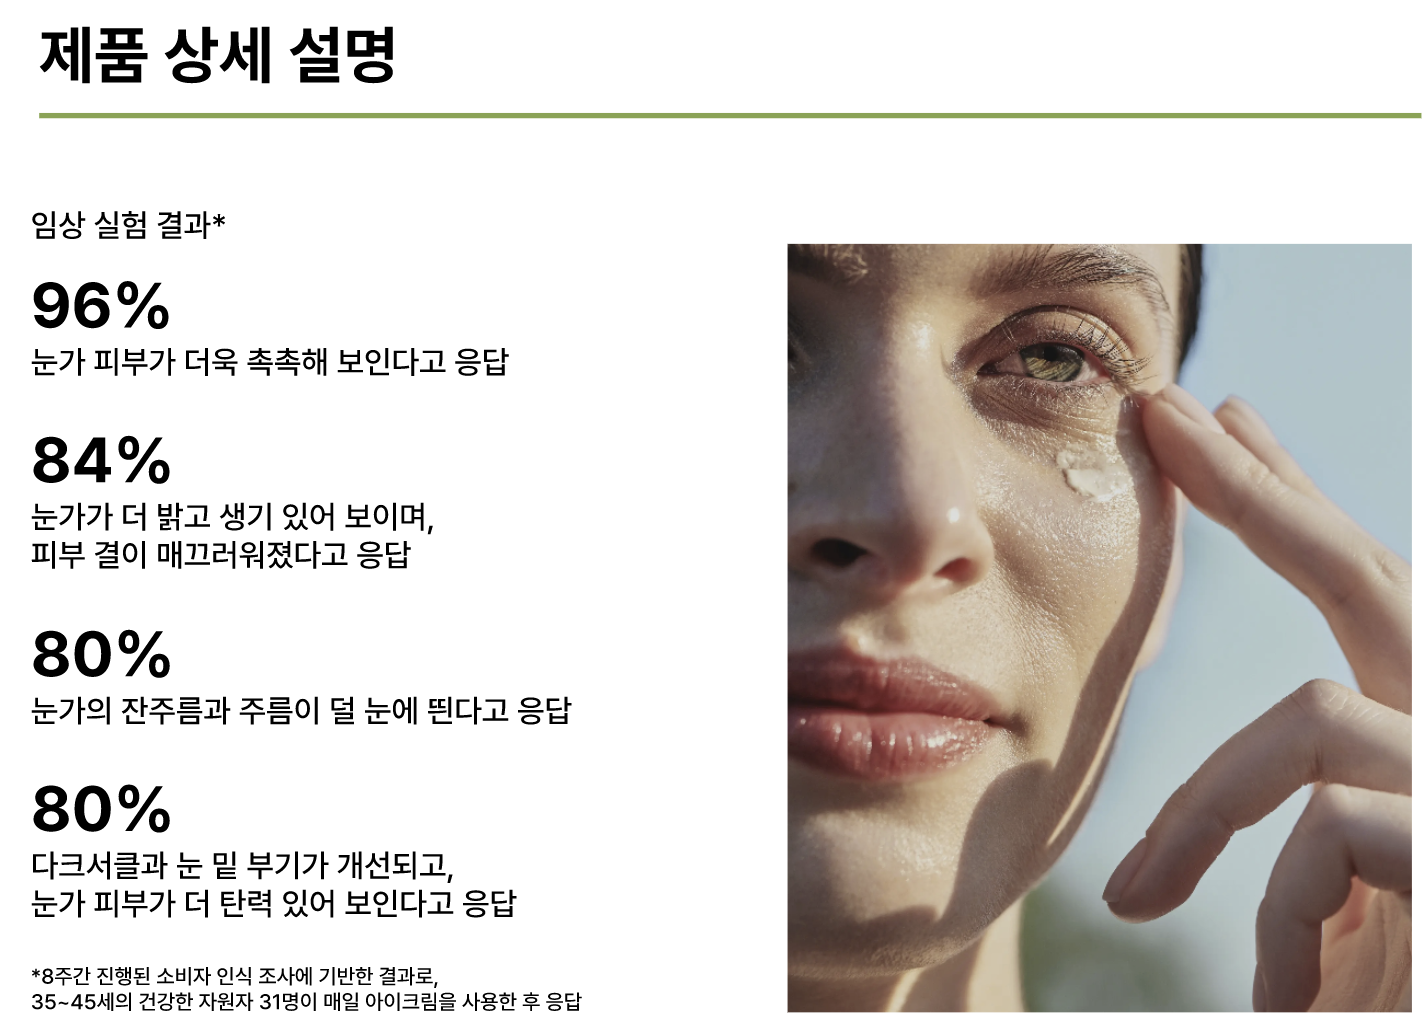 제품 상세 설명
임상 실험 결과*
96%
눈가 피부가 더욱 촉촉해 보인다고 응답
84%
눈가가 더 밝고 생기 있어 보이며,
피부 결이 매끄러워졌다고 응답
80%
눈가의 잔주름과 주름이 덜 눈에 띈다고 응답
80%
다크서클과 눈 밑 부기가 개선되고,
눈가 피부가 더 탄력 있어 보인다고 응답
*8주간 진행된 소비자 인식 조사에 기반한 결과로,
35~45세의 건강한 자원자 31명이 매일 아이크림을 사용한 후 응답